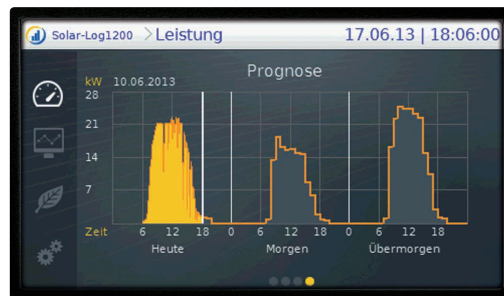 Solar-Log1200 > Leistung 17.06.13 | 18:06:00
Prognose
kW 10.06.2013
28
21
14
7
Zeit 6 12 18 0 6 12 18 0 6 12 18
Heute Morgen Übermorgen